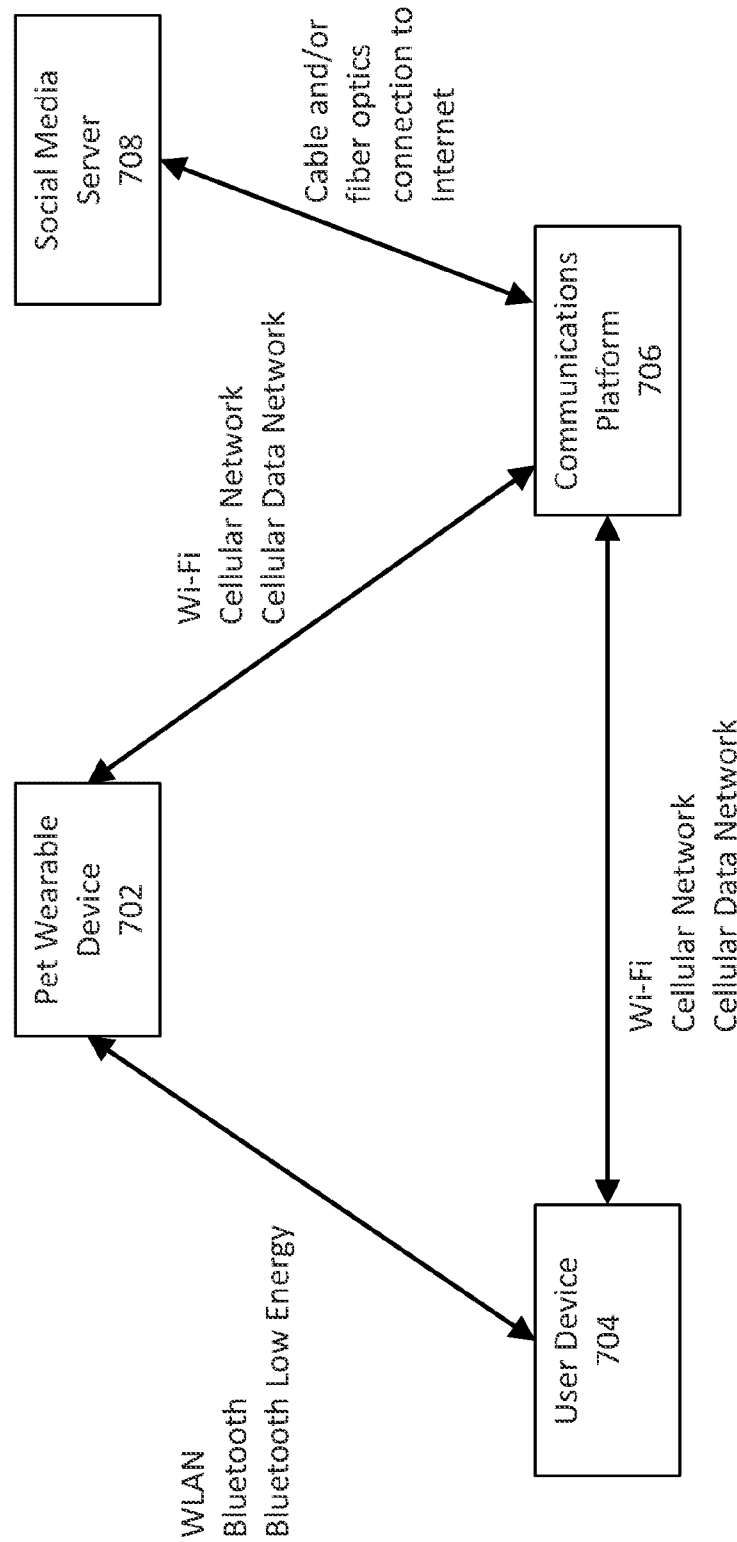 WLAN
Bluetooth
Bluetooth Low Energy
Pet Wearable
Device
702
Wi-Fi
Cellular Network
Cellular Data Network
Social Media
Server
708
Cable and/or
fiber optics
connection to
Internet
User Device
704
Wi-Fi
Cellular Network
Cellular Data Network
Communications
Platform
706